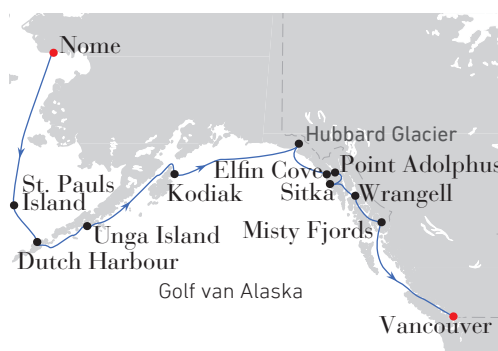 Nome
Hubbard Glacier
Elfin Cove
Point Adolphus
St. Pauls
Island
Kodiak
Sitka
Wrangell
Unga Island
Misty Fjords
Dutch Harbour
Golf van Alaska
Vancouver